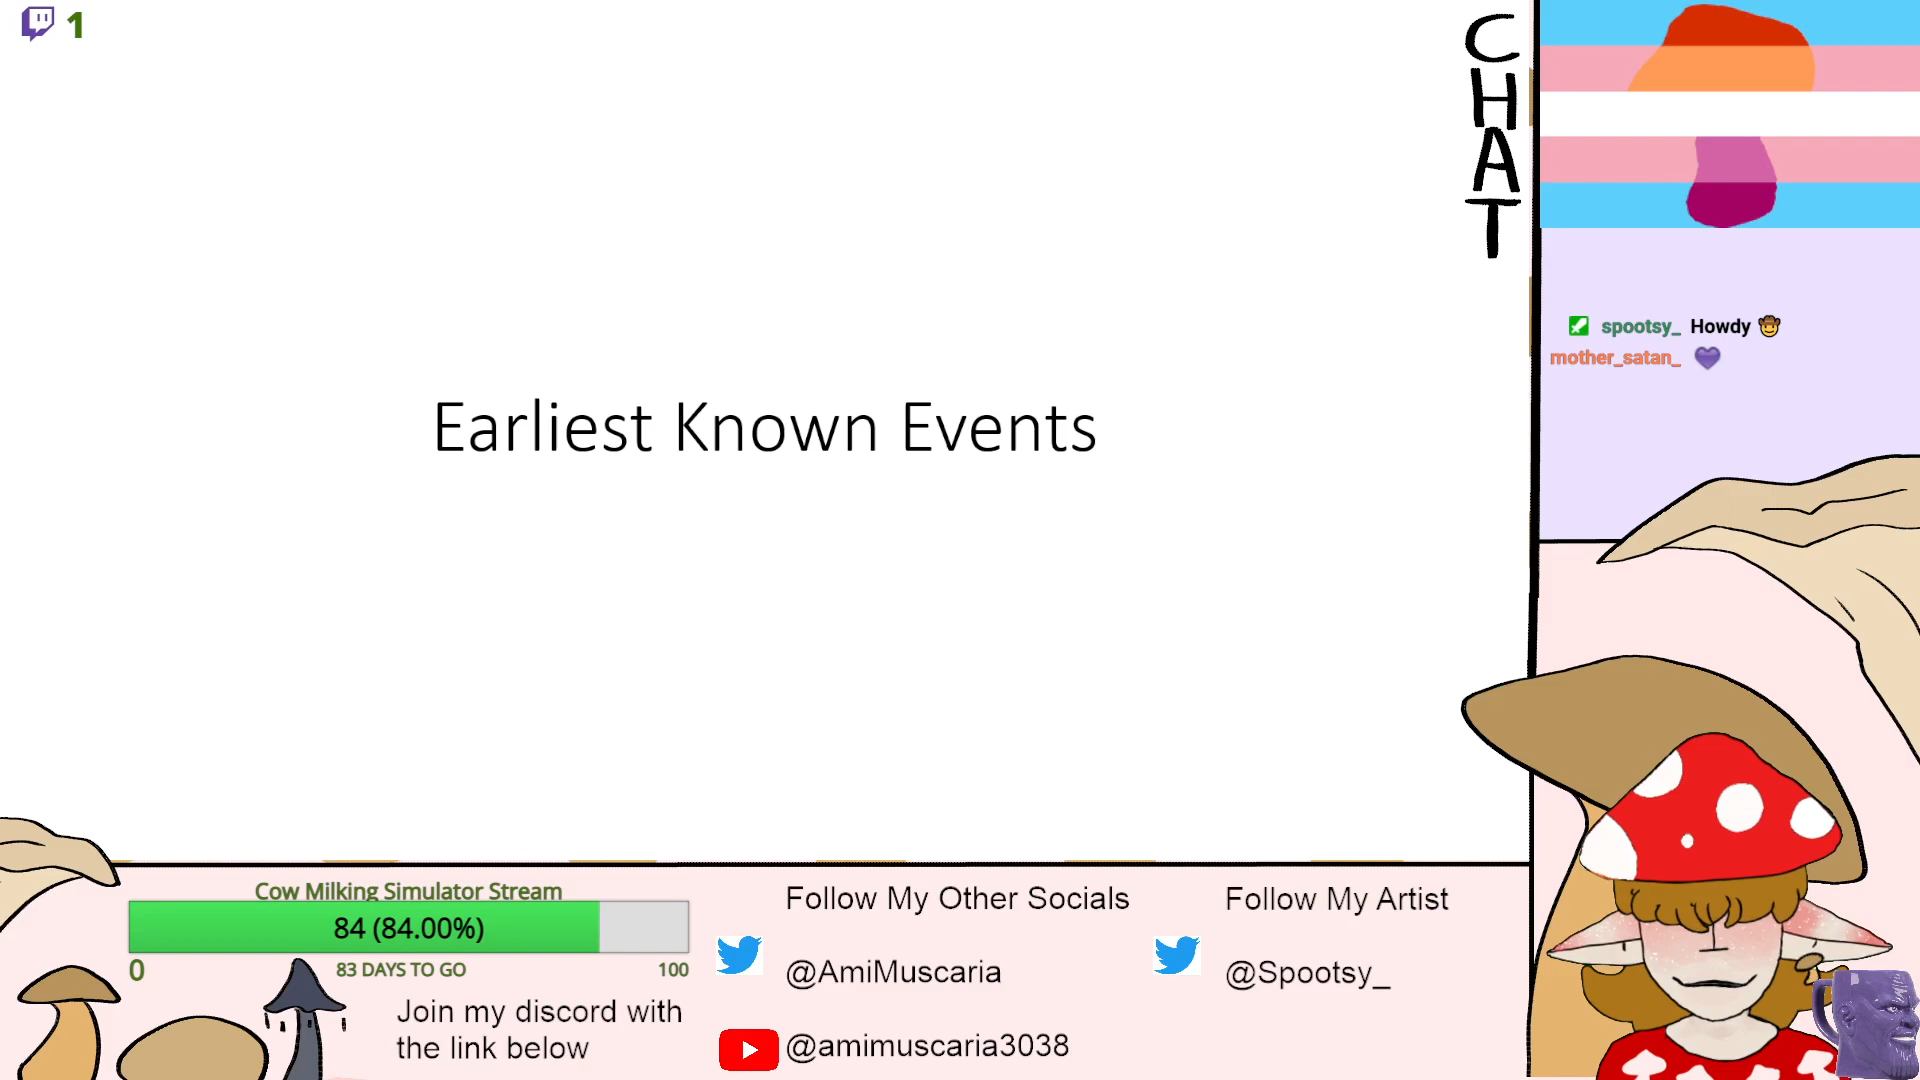 1
CHAT
spootsy_ Howdy 🤠
mother_satan_ 💜
Earliest Known Events
Cow Milking Simulator Stream
84 (84.00%)
0
83 DAYS TO GO
100
Join my discord with
the link below
Follow My Other Socials
@AmiMuscaria
@amimuscaria3038
Follow My Artist
@Spootsy_